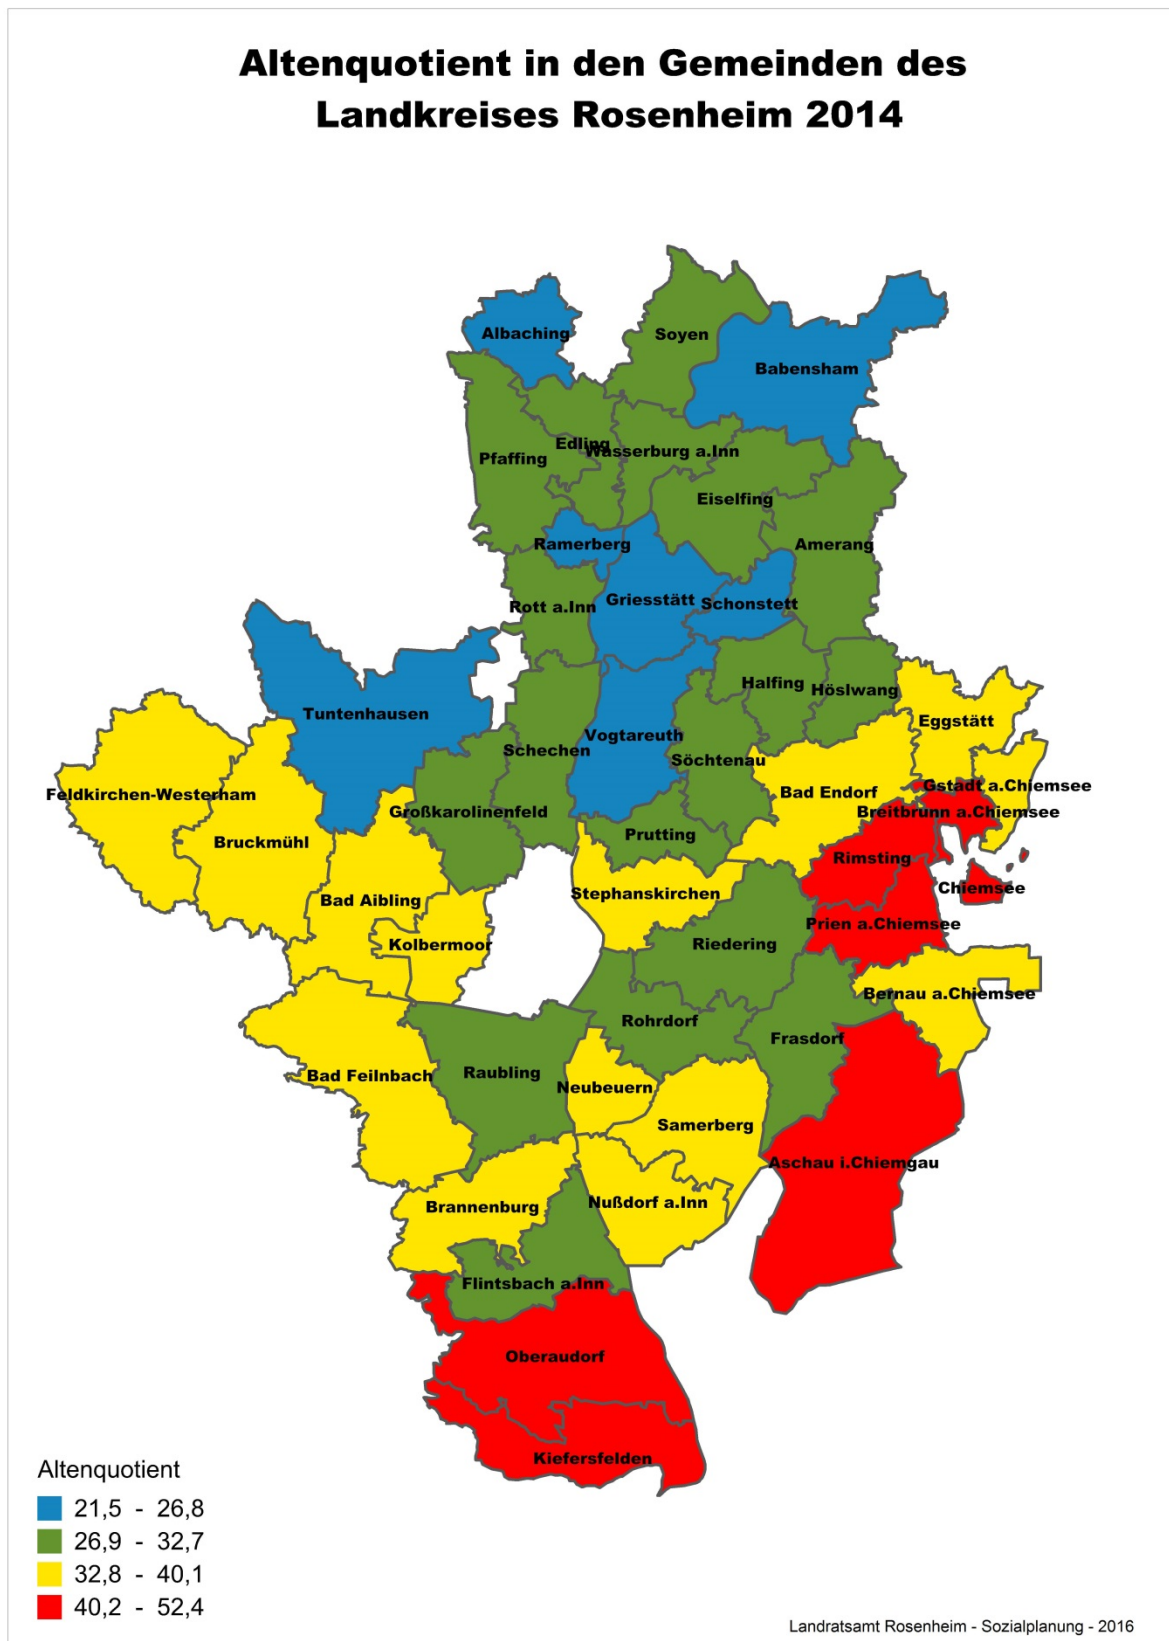 Altenquotient in den Gemeinden des
Landkreises Rosenheim 2014
Albaching
Soyen
Babensham
Edling
Wasserburg a.Inn
Pfaffing
Eiselfing
Ramerberg
Amerang
Rott a.Inn
Griesstätt
Schonstett
Halfing
Höslwang
Tuntenhausen
Eggstätt
Vogtareuth
Schechen
Söchtenau
Gstadt a.Chiemsee
Feldkirchen-Westerham
Bad Endorf
Großkarolinenfeld
Breitbrunn a.Chiemsee
Prutting
Bruckmühl
Rimsting
Chiemsee
Stephanskirchen
Bad Aibling
Prien a.Chiemsee
Kolbermoor
Riedering
Bernau a.Chiemsee
Rohrdorf
Frasdorf
Raubling
Bad Feilnbach
Neubeuern
Samerberg
Aschau i.Chiemgau
Nußdorf a.Inn
Brannenburg
Flintsbach a.Inn
Oberaudorf
Kiefersfelden
Altenquotient
21,5 - 26,8
26,9 - 32,7
32,8 - 40,1
40,2 - 52,4
Landratsamt Rosenheim - Sozialplanung - 2016